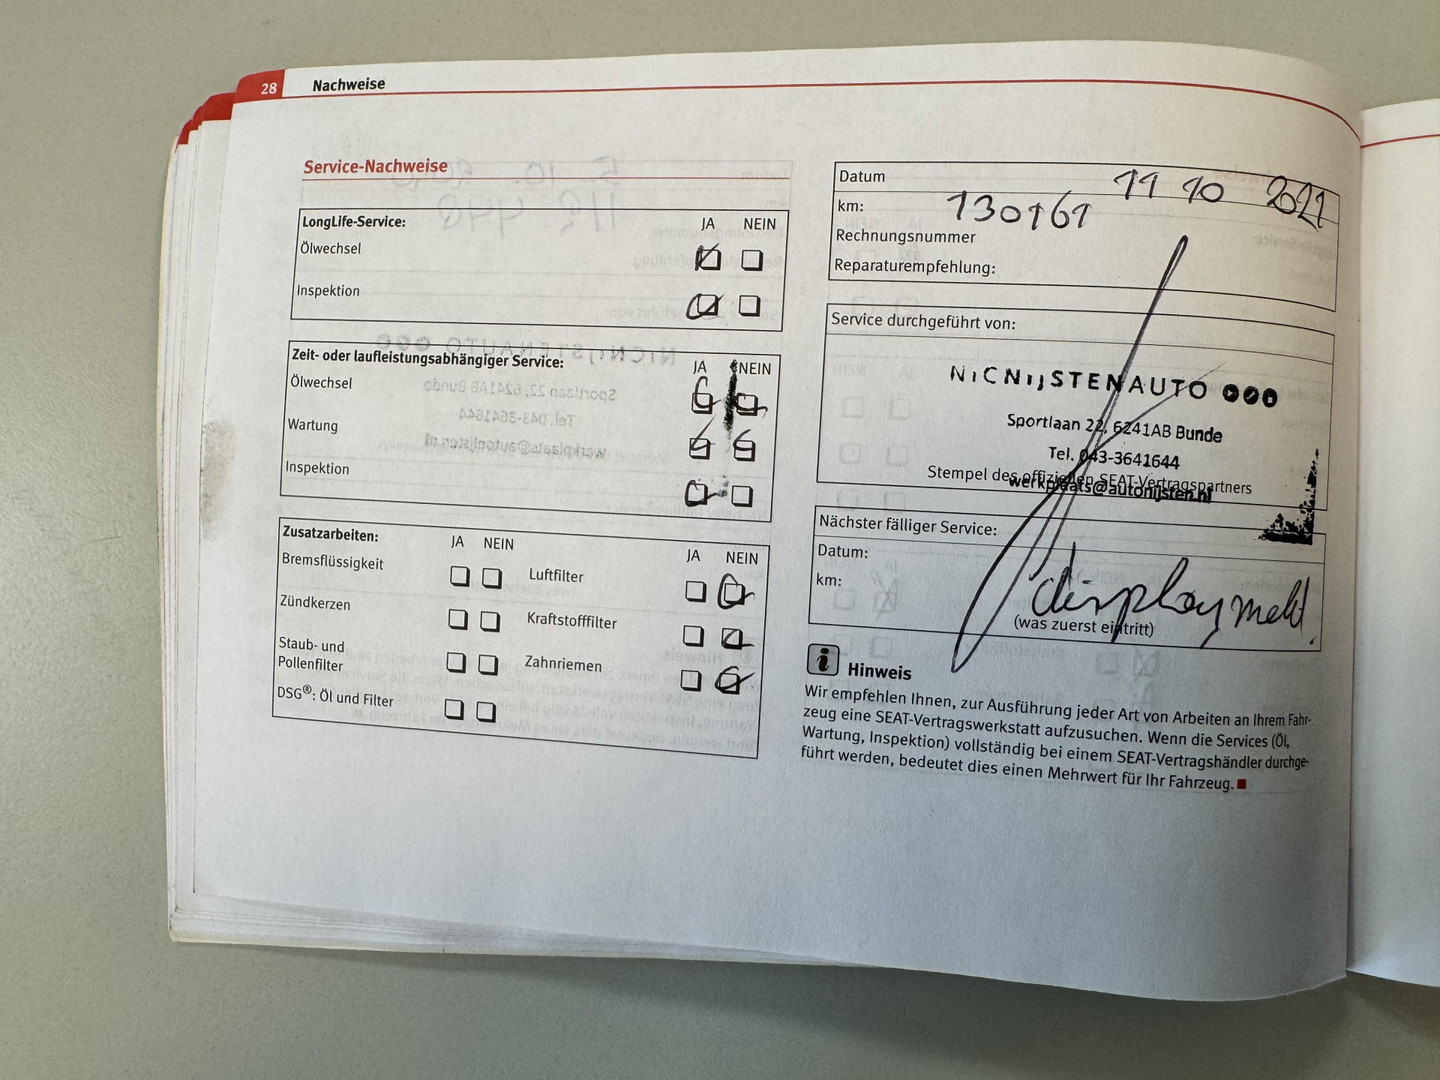 28 Nachweise
Service-Nachweise
LongLife-Service:
JA NEIN
Ölwechsel
Inspektion
Zeit- oder laufleistungsabhängiger Service:
JA NEIN
Ölwechsel
Wartung
Inspektion
Zusatzarbeiten:
JA NEIN
JA NEIN
Bremsflüssigkeit
Luftfilter
Zündkerzen
Kraftstofffilter
Staub- und
Pollenfilter
Zahnriemen
DSG®: Öl und Filter
Datum 11 10 2021
km: 130161
Rechnungsnummer
Reparaturempfehlung:
Service durchgeführt von:
NiCNijSTENAUTO
Sportlaan 22, 6241AB Bunde
Tel. 043-3641644
Stempel des offiziellen SEAT-Vertragspartners
werkplaats@autonijsten.nl
Nächster fälliger Service:
Datum:
km:
display meldt.
(was zuerst eintritt)
Hinweis
Wir empfehlen Ihnen, zur Ausführung jeder Art von Arbeiten an Ihrem Fahr-
zeug eine SEAT-Vertragswerkstatt aufzusuchen. Wenn die Services (Öl,
Wartung, Inspektion) vollständig bei einem SEAT-Vertragshändler durchge-
führt werden, bedeutet dies einen Mehrwert für Ihr Fahrzeug.